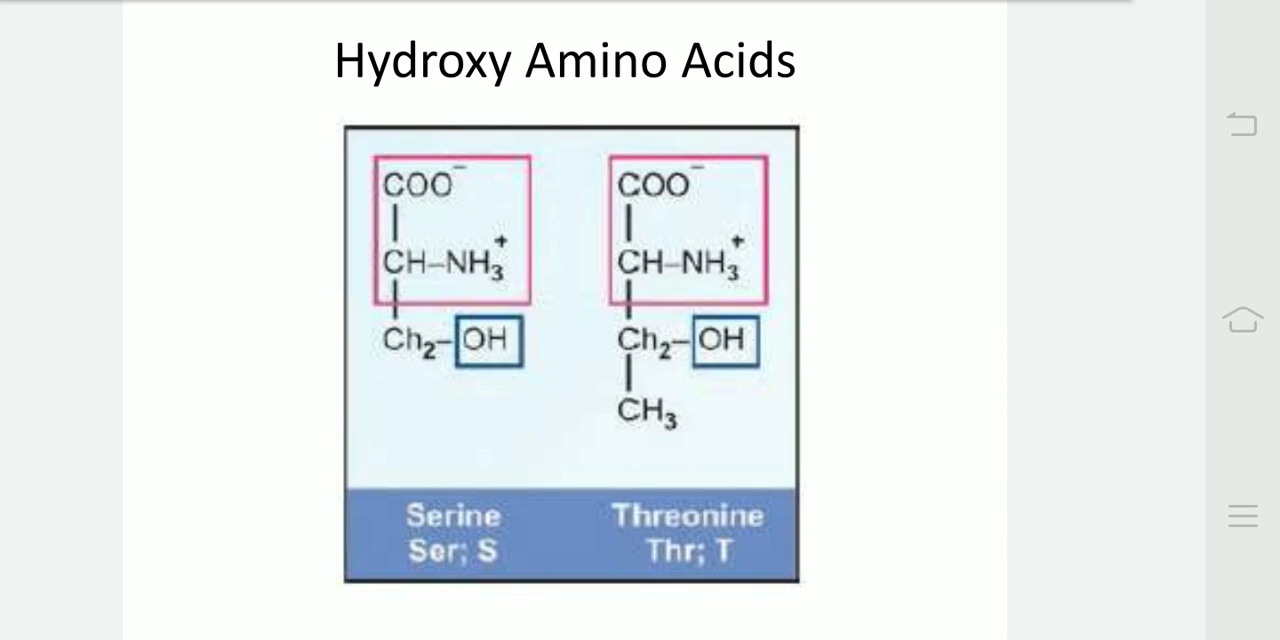 Hydroxy Amino Acids
COO⁻ COO⁻
CH–NH₃⁺ CH–NH₃⁺
Ch₂–OH Ch₂–OH
CH₃
Serine Threonine
Ser; S Thr; T